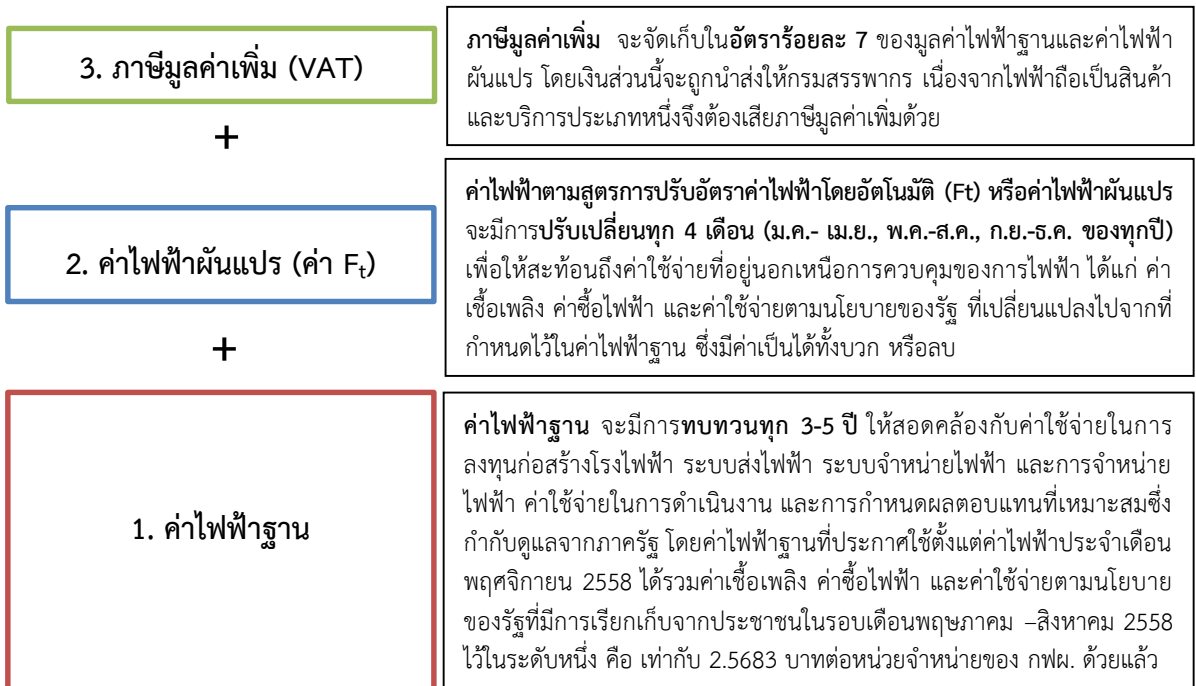 3. ภาษีมูลค่าเพิ่ม (VAT)
ภาษีมูลค่าเพิ่ม จะจัดเก็บในอัตราร้อยละ 7 ของมูลค่าไฟฟ้าฐานและค่าไฟฟ้า
ผันแปร โดยเงินส่วนนี้จะถูกนำส่งให้กรมสรรพากร เนื่องจากไฟฟ้าถือเป็นสินค้า
และบริการประเภทหนึ่งจึงต้องเสียภาษีมูลค่าเพิ่มด้วย
+
2. ค่าไฟฟ้าผันแปร (ค่า Ft)
ค่าไฟฟ้าตามสูตรการปรับอัตราค่าไฟฟ้าโดยอัตโนมัติ (Ft) หรือค่าไฟฟ้าผันแปร
จะมีการปรับเปลี่ยนทุก 4 เดือน (ม.ค.- เม.ย., พ.ค.-ส.ค., ก.ย.-ธ.ค. ของทุกปี)
เพื่อให้สะท้อนถึงค่าใช้จ่ายที่อยู่นอกเหนือการควบคุมของการไฟฟ้า ได้แก่ ค่า
เชื้อเพลิง ค่าซื้อไฟฟ้า และค่าใช้จ่ายตามนโยบายของรัฐ ที่เปลี่ยนแปลงไปจากที่
กำหนดไว้ในค่าไฟฟ้าฐาน ซึ่งมีค่าเป็นได้ทั้งบวก หรือลบ
+
1. ค่าไฟฟ้าฐาน
ค่าไฟฟ้าฐาน จะมีการทบทวนทุก 3-5 ปี ให้สอดคล้องกับค่าใช้จ่ายในการ
ลงทุนก่อสร้างโรงไฟฟ้า ระบบส่งไฟฟ้า ระบบจำหน่ายไฟฟ้า และการจำหน่าย
ไฟฟ้า ค่าใช้จ่ายในการดำเนินงาน และการกำหนดผลตอบแทนที่เหมาะสมซึ่ง
กำกับดูแลจากภาครัฐ โดยค่าไฟฟ้าฐานที่ประกาศใช้ตั้งแต่ค่าไฟฟ้าประจำเดือน
พฤศจิกายน 2558 ได้รวมค่าเชื้อเพลิง ค่าซื้อไฟฟ้า และค่าใช้จ่ายตามนโยบาย
ของรัฐที่มีการเรียกเก็บจากประชาชนในรอบเดือนพฤษภาคม –สิงหาคม 2558
ไว้ในระดับหนึ่ง คือ เท่ากับ 2.5683 บาทต่อหน่วยจำหน่ายของ กฟผ. ด้วยแล้ว